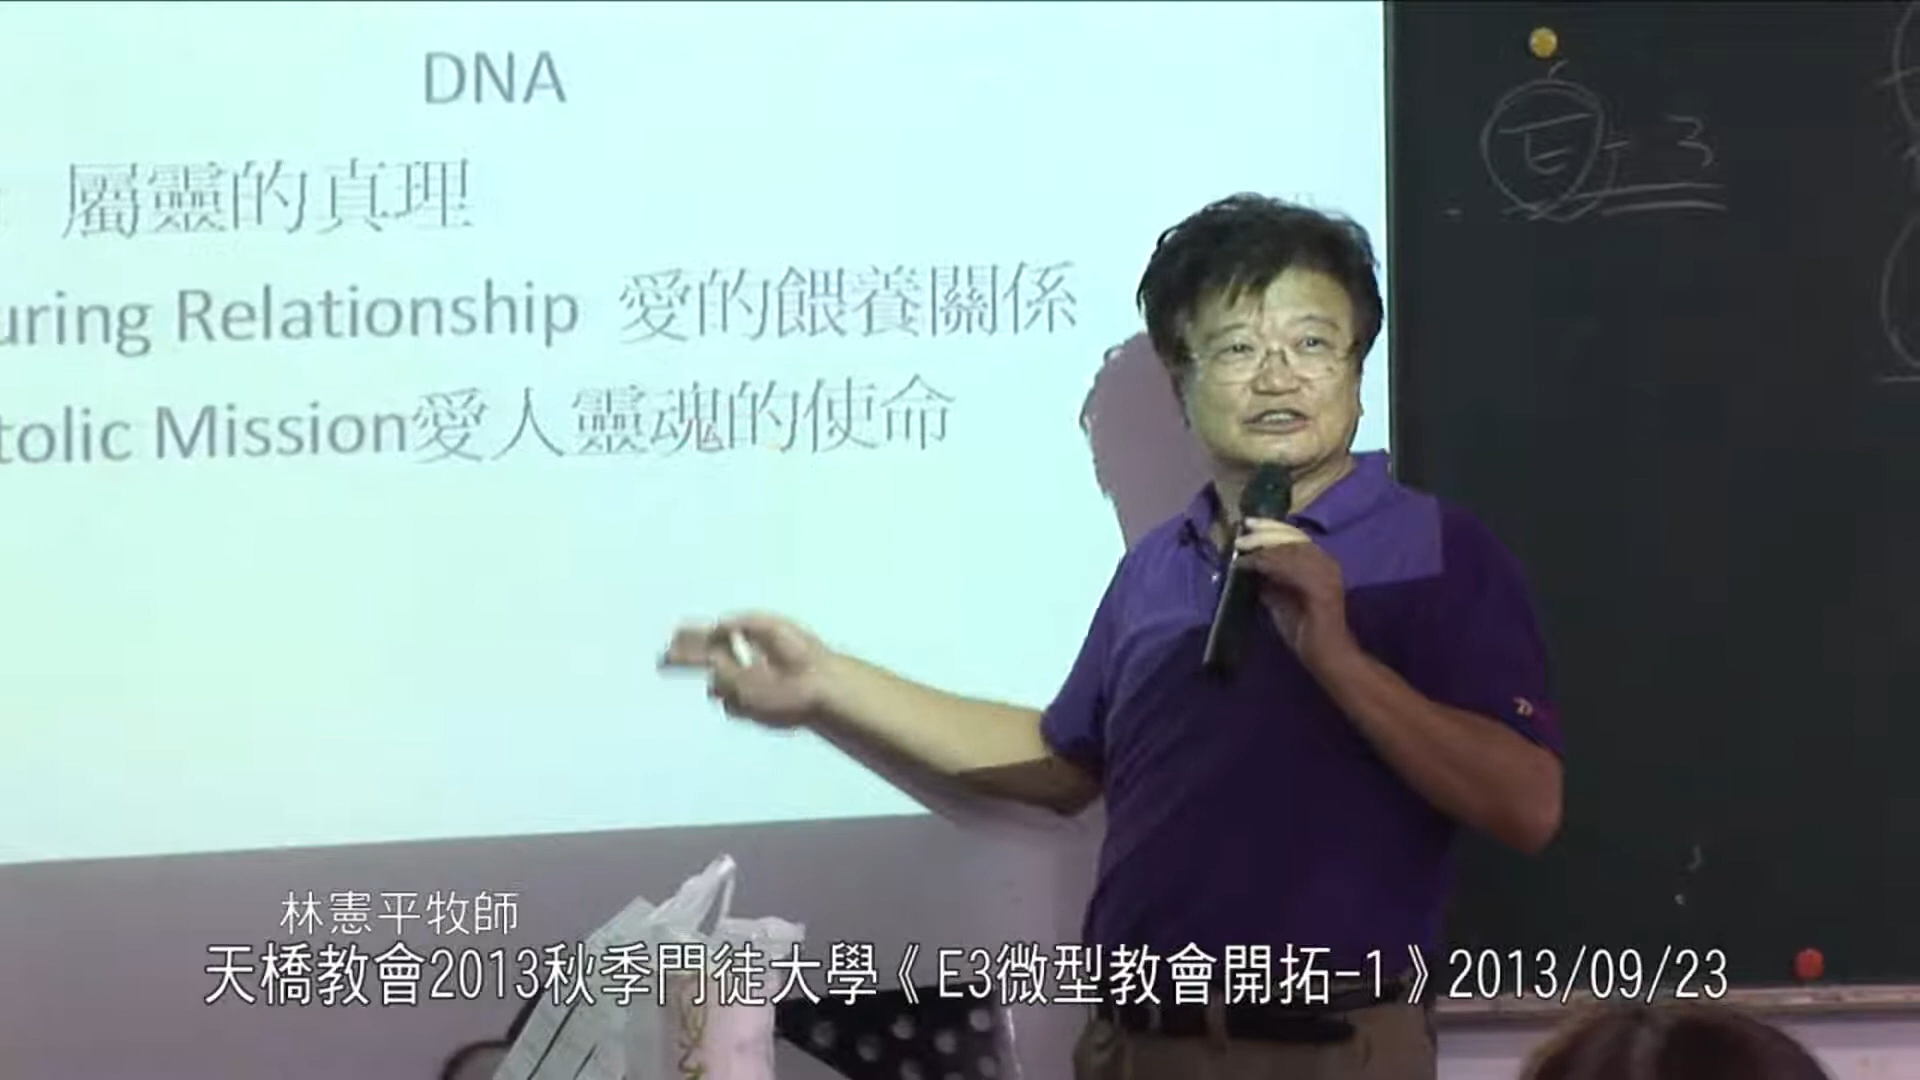 DNA
屬靈的真理
uring Relationship 愛的餵養關係
tolic Mission愛人靈魂的使命
E+3
林憲平牧師
天橋教會2013秋季門徒大學《E3微型教會開拓-1》2013/09/23